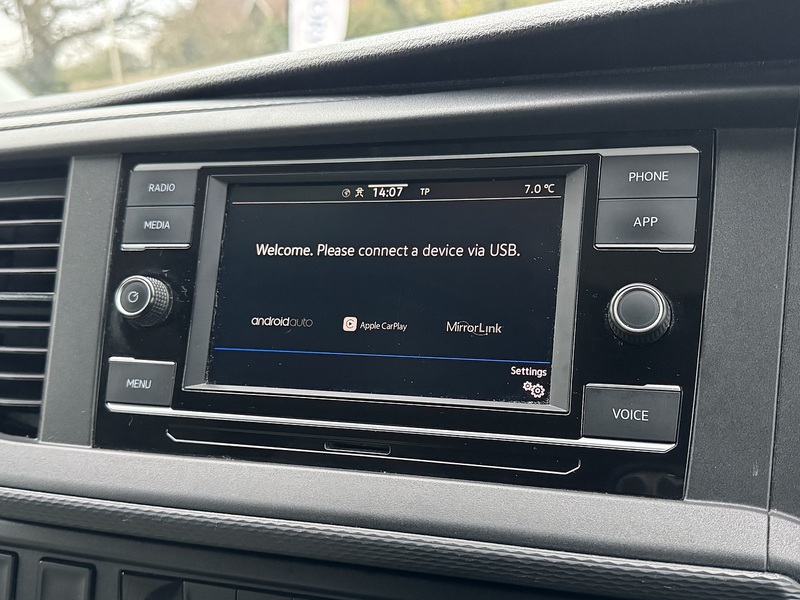 RADIO
MEDIA
MENU
14:07 TP 7.0 °C
Welcome. Please connect a device via USB.
androidauto Apple CarPlay MirrorLink
Settings
PHONE
APP
VOICE